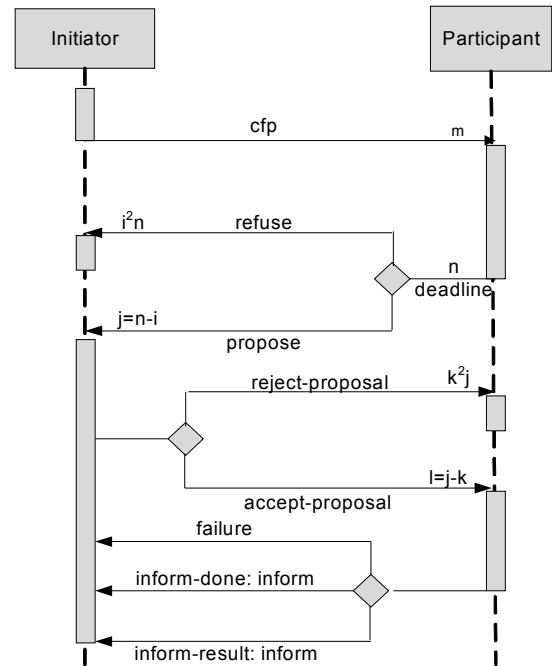 Initiator
Participant
cfp
m
i²n
refuse
n
deadline
j=n-i
propose
reject-proposal
k²j
l=j-k
accept-proposal
failure
inform-done: inform
inform-result: inform